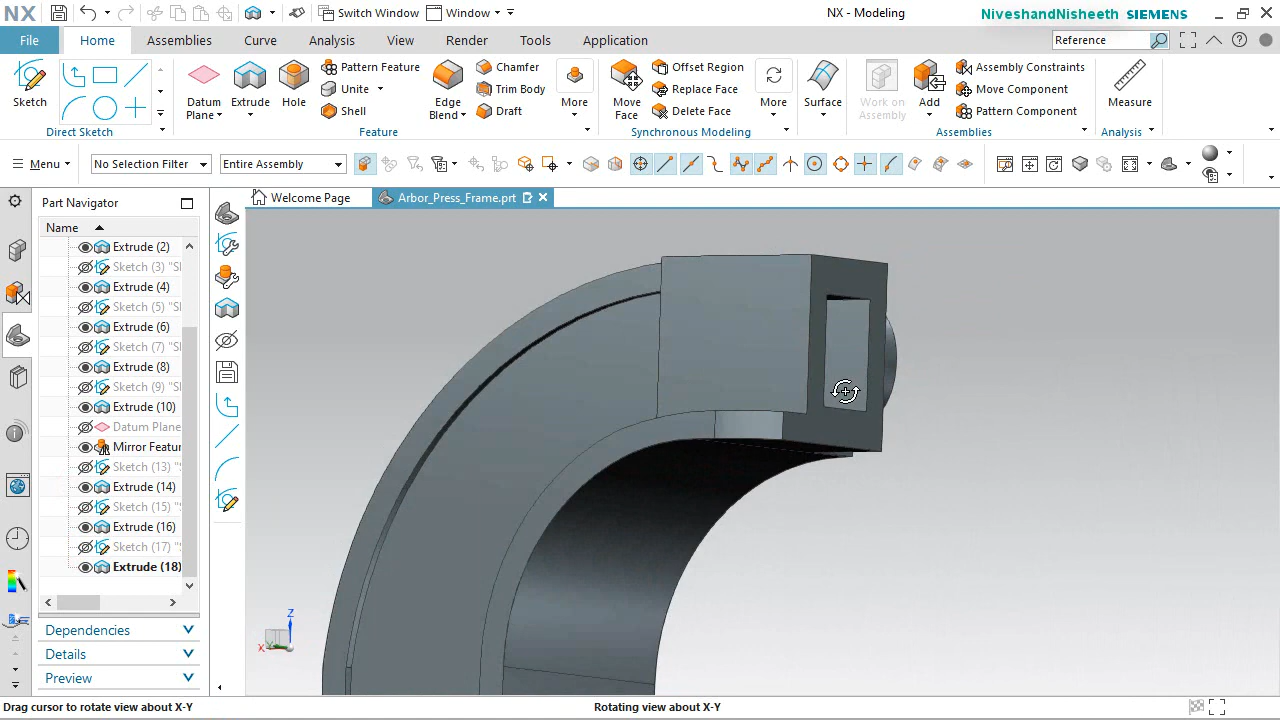 NX
Switch Window
Window
NX - Modeling
NiveshandNisheeth SIEMENS
File
Home
Assemblies
Curve
Analysis
View
Render
Tools
Application
Reference
Sketch
Direct Sketch
Datum Plane
Extrude
Hole
Pattern Feature
Unite
Shell
Edge Blend
Chamfer
Trim Body
Draft
More
Feature
Move Face
Offset Region
Replace Face
Delete Face
More
Synchronous Modeling
Surface
Work on Assembly
Add
Assembly Constraints
Move Component
Pattern Component
Assemblies
Measure
Analysis
Menu
No Selection Filter
Entire Assembly
Part Navigator
Welcome Page
Arbor_Press_Frame.prt
Name
Extrude (2)
Sketch (3) "Sl
Extrude (4)
Sketch (5) "Sl
Extrude (6)
Sketch (7) "Sl
Extrude (8)
Sketch (9) "Sl
Extrude (10)
Datum Plane
Mirror Featur
Sketch (13) "S
Extrude (14)
Sketch (15) "S
Extrude (16)
Sketch (17) "S
Extrude (18)
Dependencies
Details
Preview
Z
X
Y
Drag cursor to rotate view about X-Y
Rotating view about X-Y